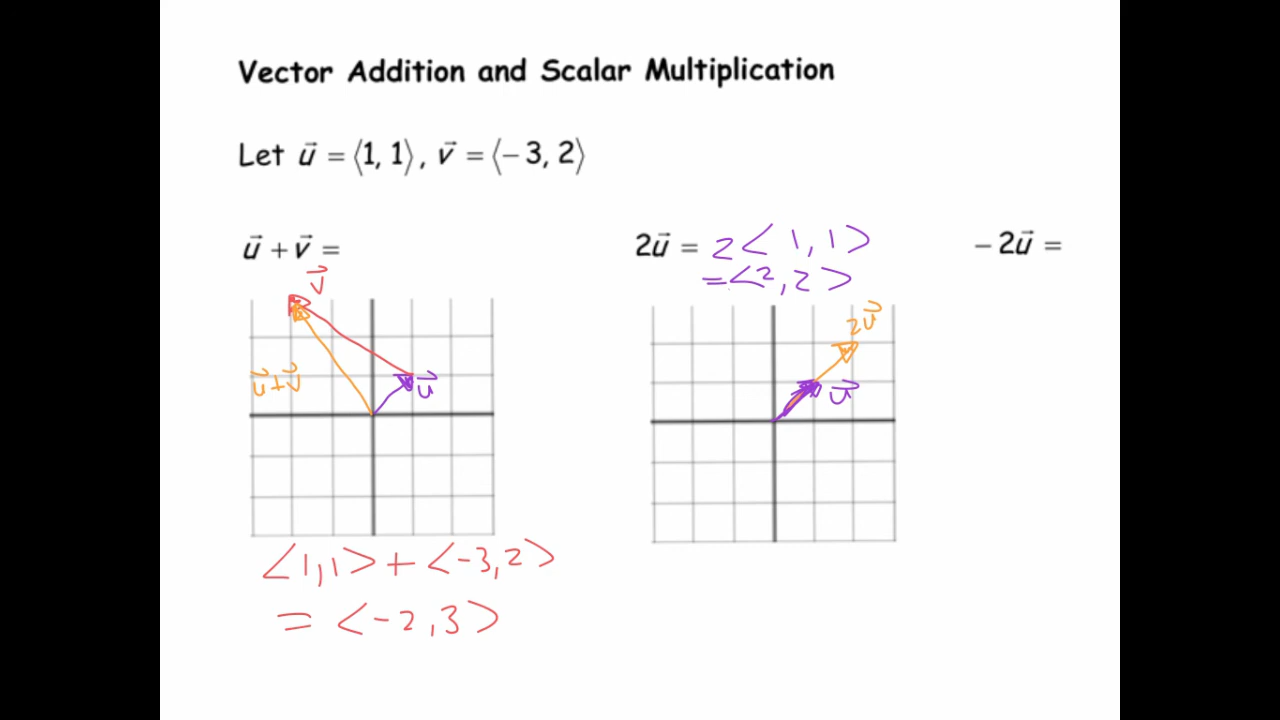 Vector Addition and Scalar Multiplication
Let u⃗ = ⟨1, 1⟩, v⃗ = ⟨− 3, 2⟩
u⃗ + v⃗ =
v⃗
u⃗ + v⃗
u⃗
<1,1> + <-3,2>
= <-2,3>
2u⃗ = 2<1,1>
= <2,2>
2u⃗
u⃗
− 2u⃗ =